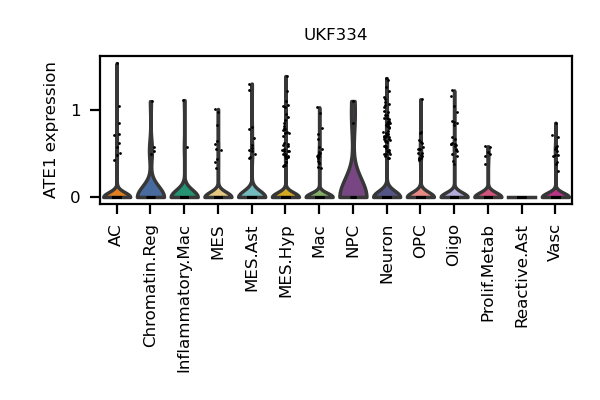 UKF334
ATE1 expression
1
0
AC
Chromatin.Reg
Inflammatory.Mac
MES
MES.Ast
MES.Hyp
Mac
NPC
Neuron
OPC
Oligo
Prolif.Metab
Reactive.Ast
Vasc